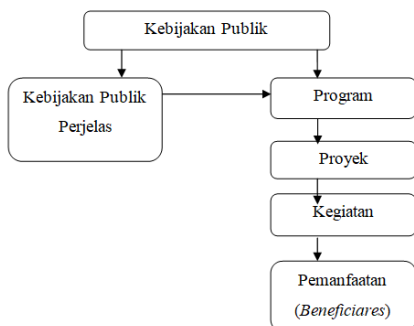 Kebijakan Publik
Kebijakan Publik
Perjelas
Program
Proyek
Kegiatan
Pemanfaatan
(Beneficiares)